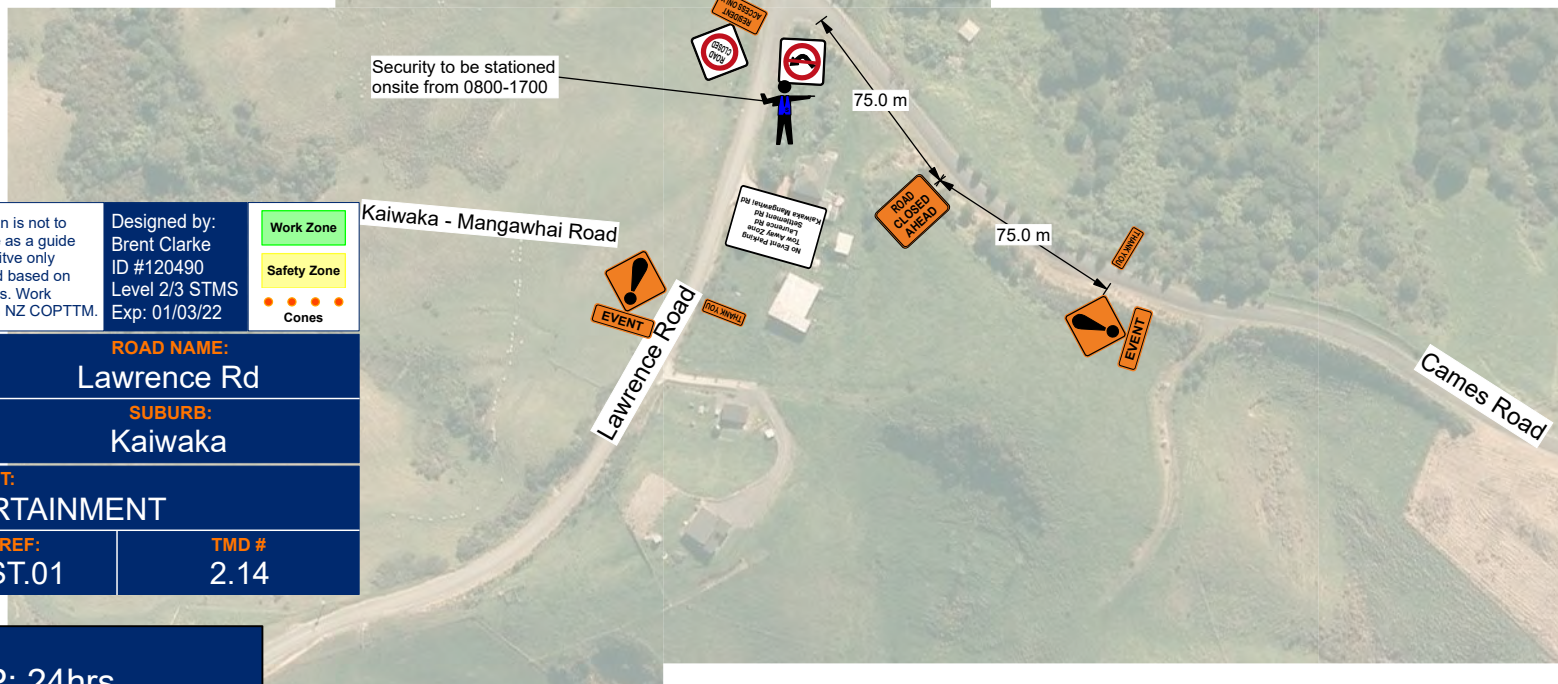 RESIDENT
ACCESS ONLY
ROAD
CLOSED
Security to be stationed
onsite from 0800-1700
75.0 m
ROAD
CLOSED
AHEAD
75.0 m
THANK YOU
EVENT
No Event Parking
Tow Away Zone
Laurence Rd
Settlement Rd
Kaiwaka Mangawhai Rd
Kaiwaka - Mangawhai Road
EVENT
THANK YOU
Lawrence Road
Cames Road
n is not to
as a guide
itve only
d based on
s. Work
NZ COPTTM.
Designed by:
Brent Clarke
ID #120490
Level 2/3 STMS
Exp: 01/03/22
Work Zone
Safety Zone
Cones
ROAD NAME:
Lawrence Rd
SUBURB:
Kaiwaka
T:
RTAINMENT
REF:
ST.01
TMD #
2.14
: 24hrs